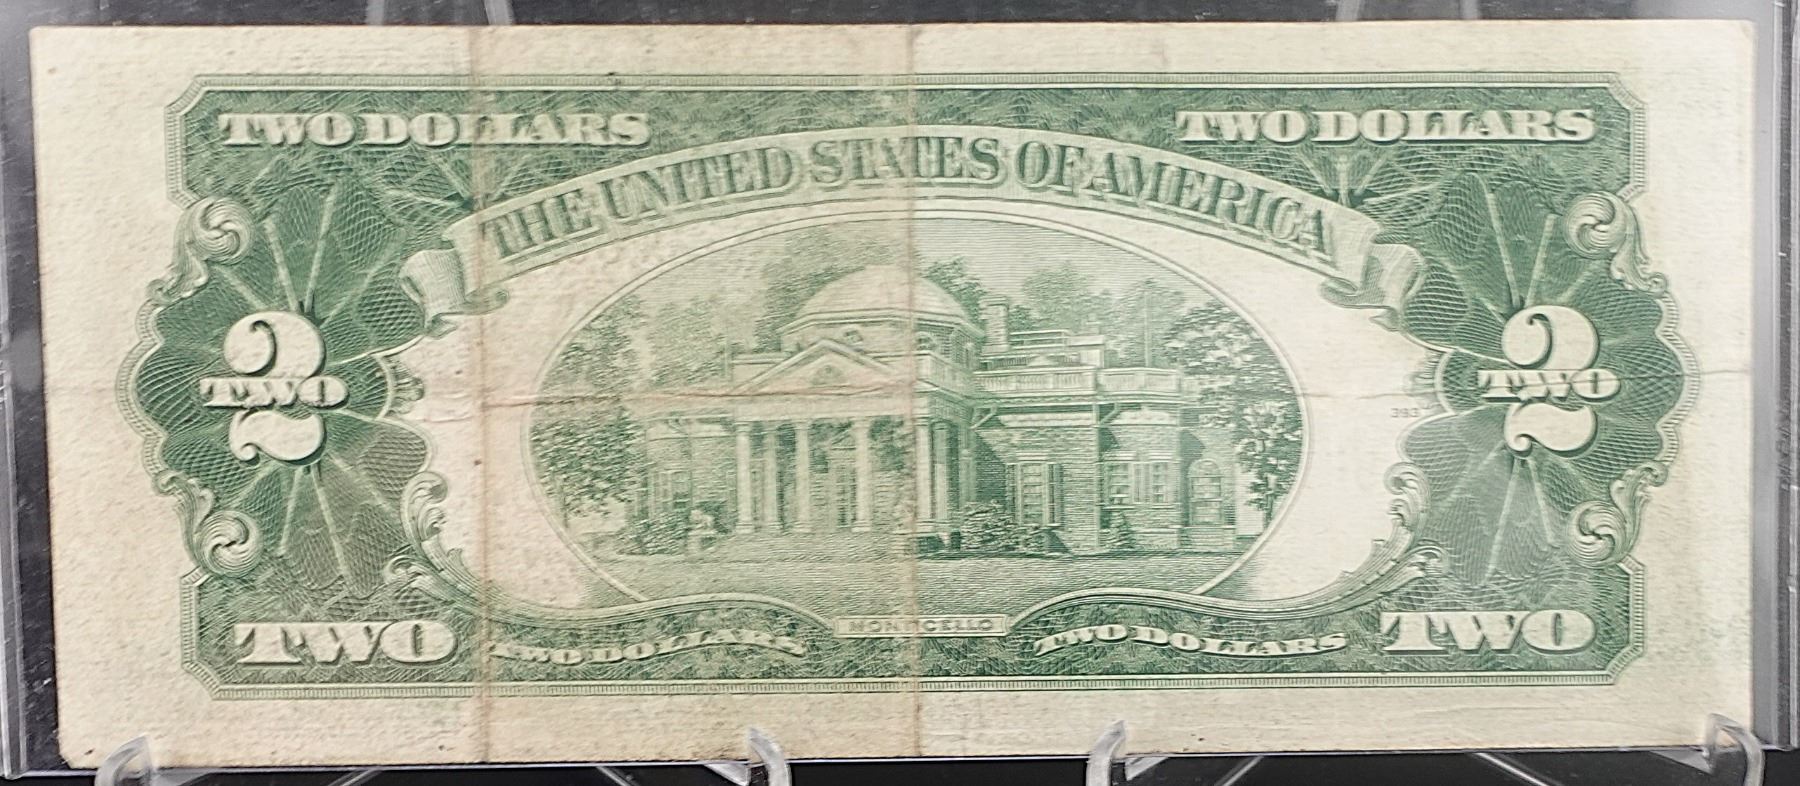 TWO DOLLARS TWO DOLLARS
THE UNITED STATES OF AMERICA
2 TWO 2 TWO
393
MONTICELLO
TWO TWO DOLLARS TWO DOLLARS TWO